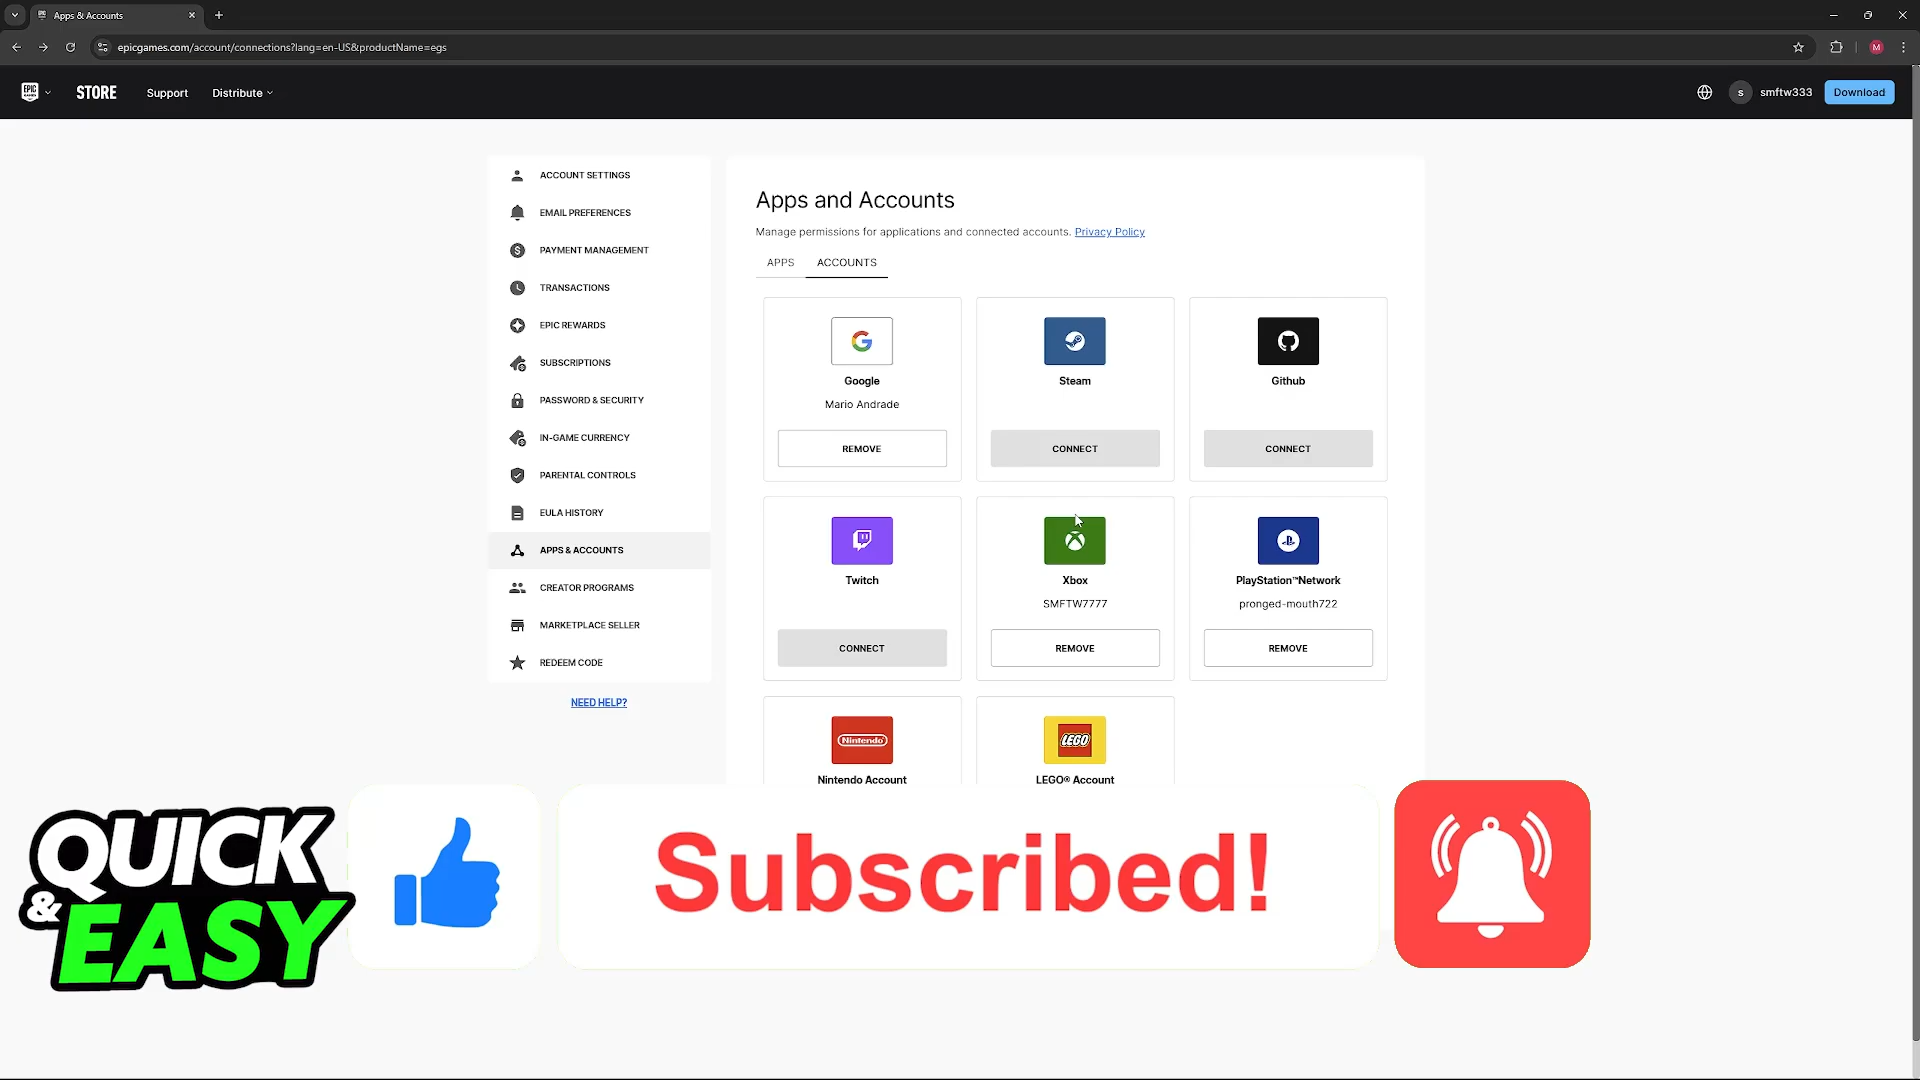 Apps & Accounts
epicgames.com/account/connections?lang=en-US&productName=egs
M
EPIC GAMES
STORE
Support
Distribute
s
smftw333
Download
ACCOUNT SETTINGS
EMAIL PREFERENCES
PAYMENT MANAGEMENT
TRANSACTIONS
EPIC REWARDS
SUBSCRIPTIONS
PASSWORD & SECURITY
IN-GAME CURRENCY
PARENTAL CONTROLS
EULA HISTORY
APPS & ACCOUNTS
CREATOR PROGRAMS
MARKETPLACE SELLER
REDEEM CODE
NEED HELP?
Apps and Accounts
Manage permissions for applications and connected accounts. Privacy Policy
APPS
ACCOUNTS
Google
Mario Andrade
REMOVE
Steam
CONNECT
Github
CONNECT
Twitch
CONNECT
Xbox
SMFTW7777
REMOVE
PlayStation™Network
pronged-mouth722
REMOVE
Nintendo
Nintendo Account
LEGO
LEGO® Account
QUICK
& EASY
Subscribed!